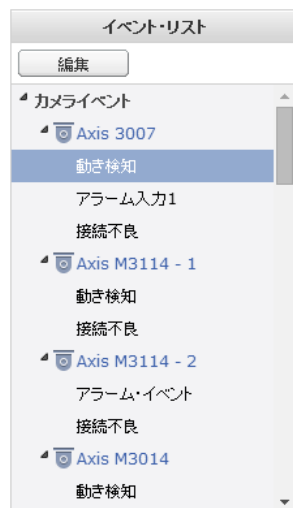 イベント・リスト
編集
カメライベント
Axis 3007
動き検知
アラーム入力1
接続不良
Axis M3114 - 1
動き検知
接続不良
Axis M3114 - 2
アラーム・イベント
接続不良
Axis M3014
動き検知